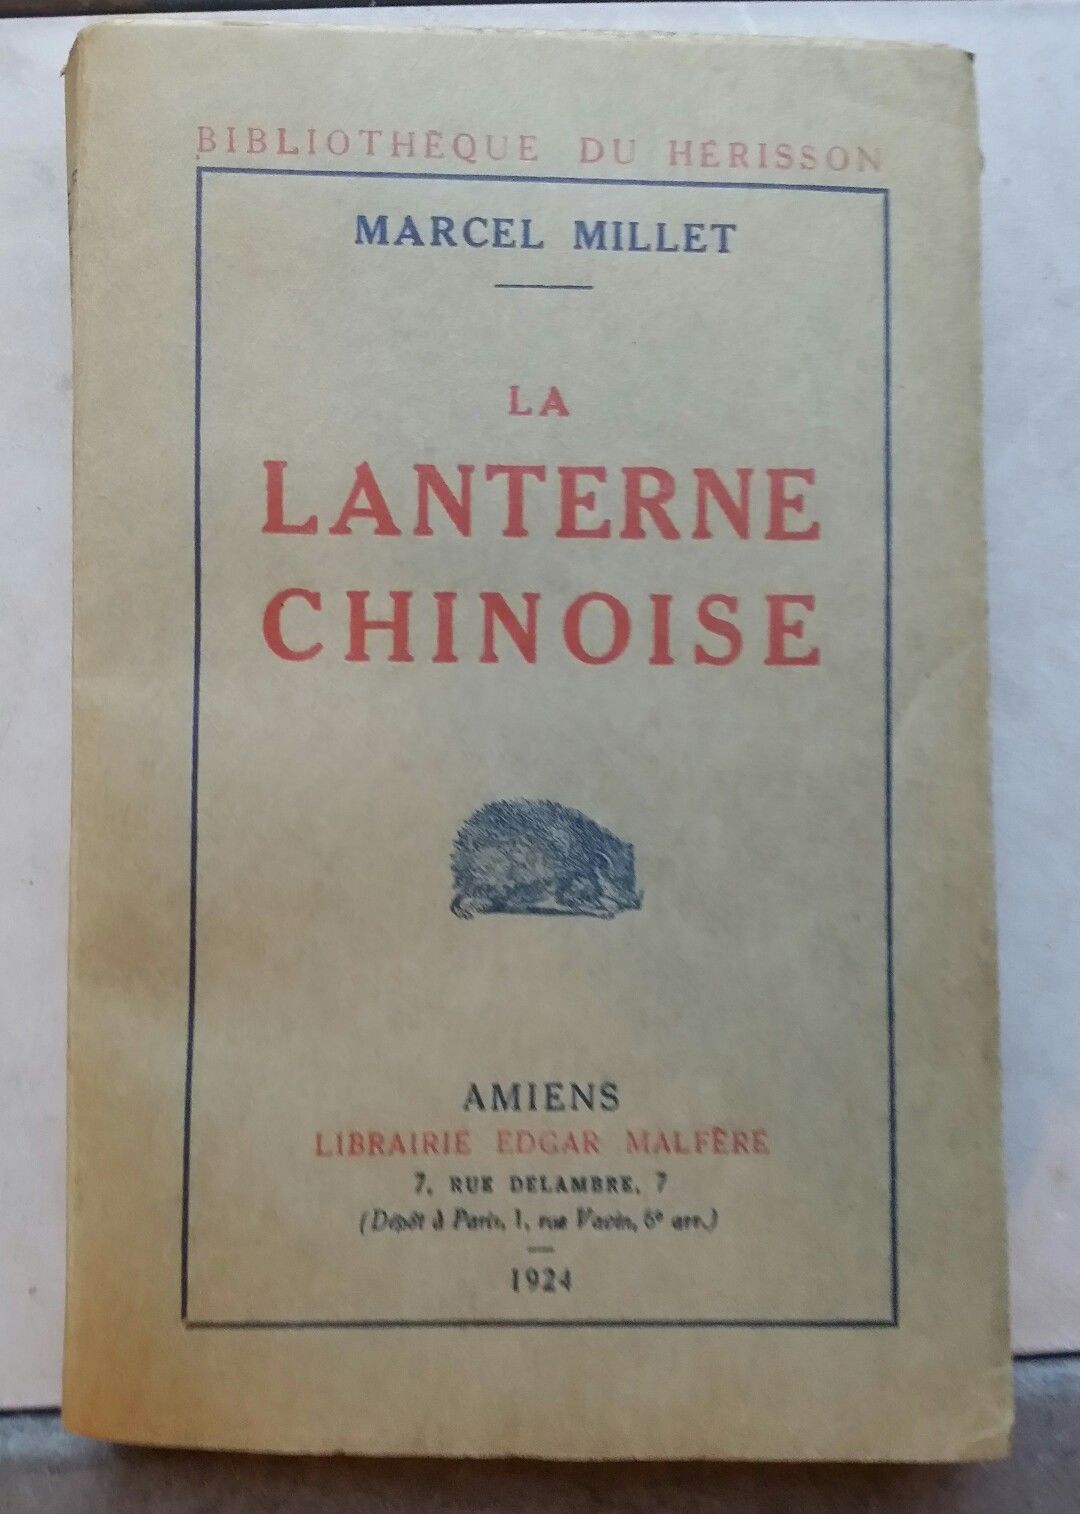 BIBLIOTHÈQUE DU HÉRISSON
MARCEL MILLET
LA
LANTERNE
CHINOISE
AMIENS
LIBRAIRIE EDGAR MALFÈRE
7, RUE DELAMBRE, 7
(Dépôt à Paris, 1, rue Vavin, 6e arr.)
1924